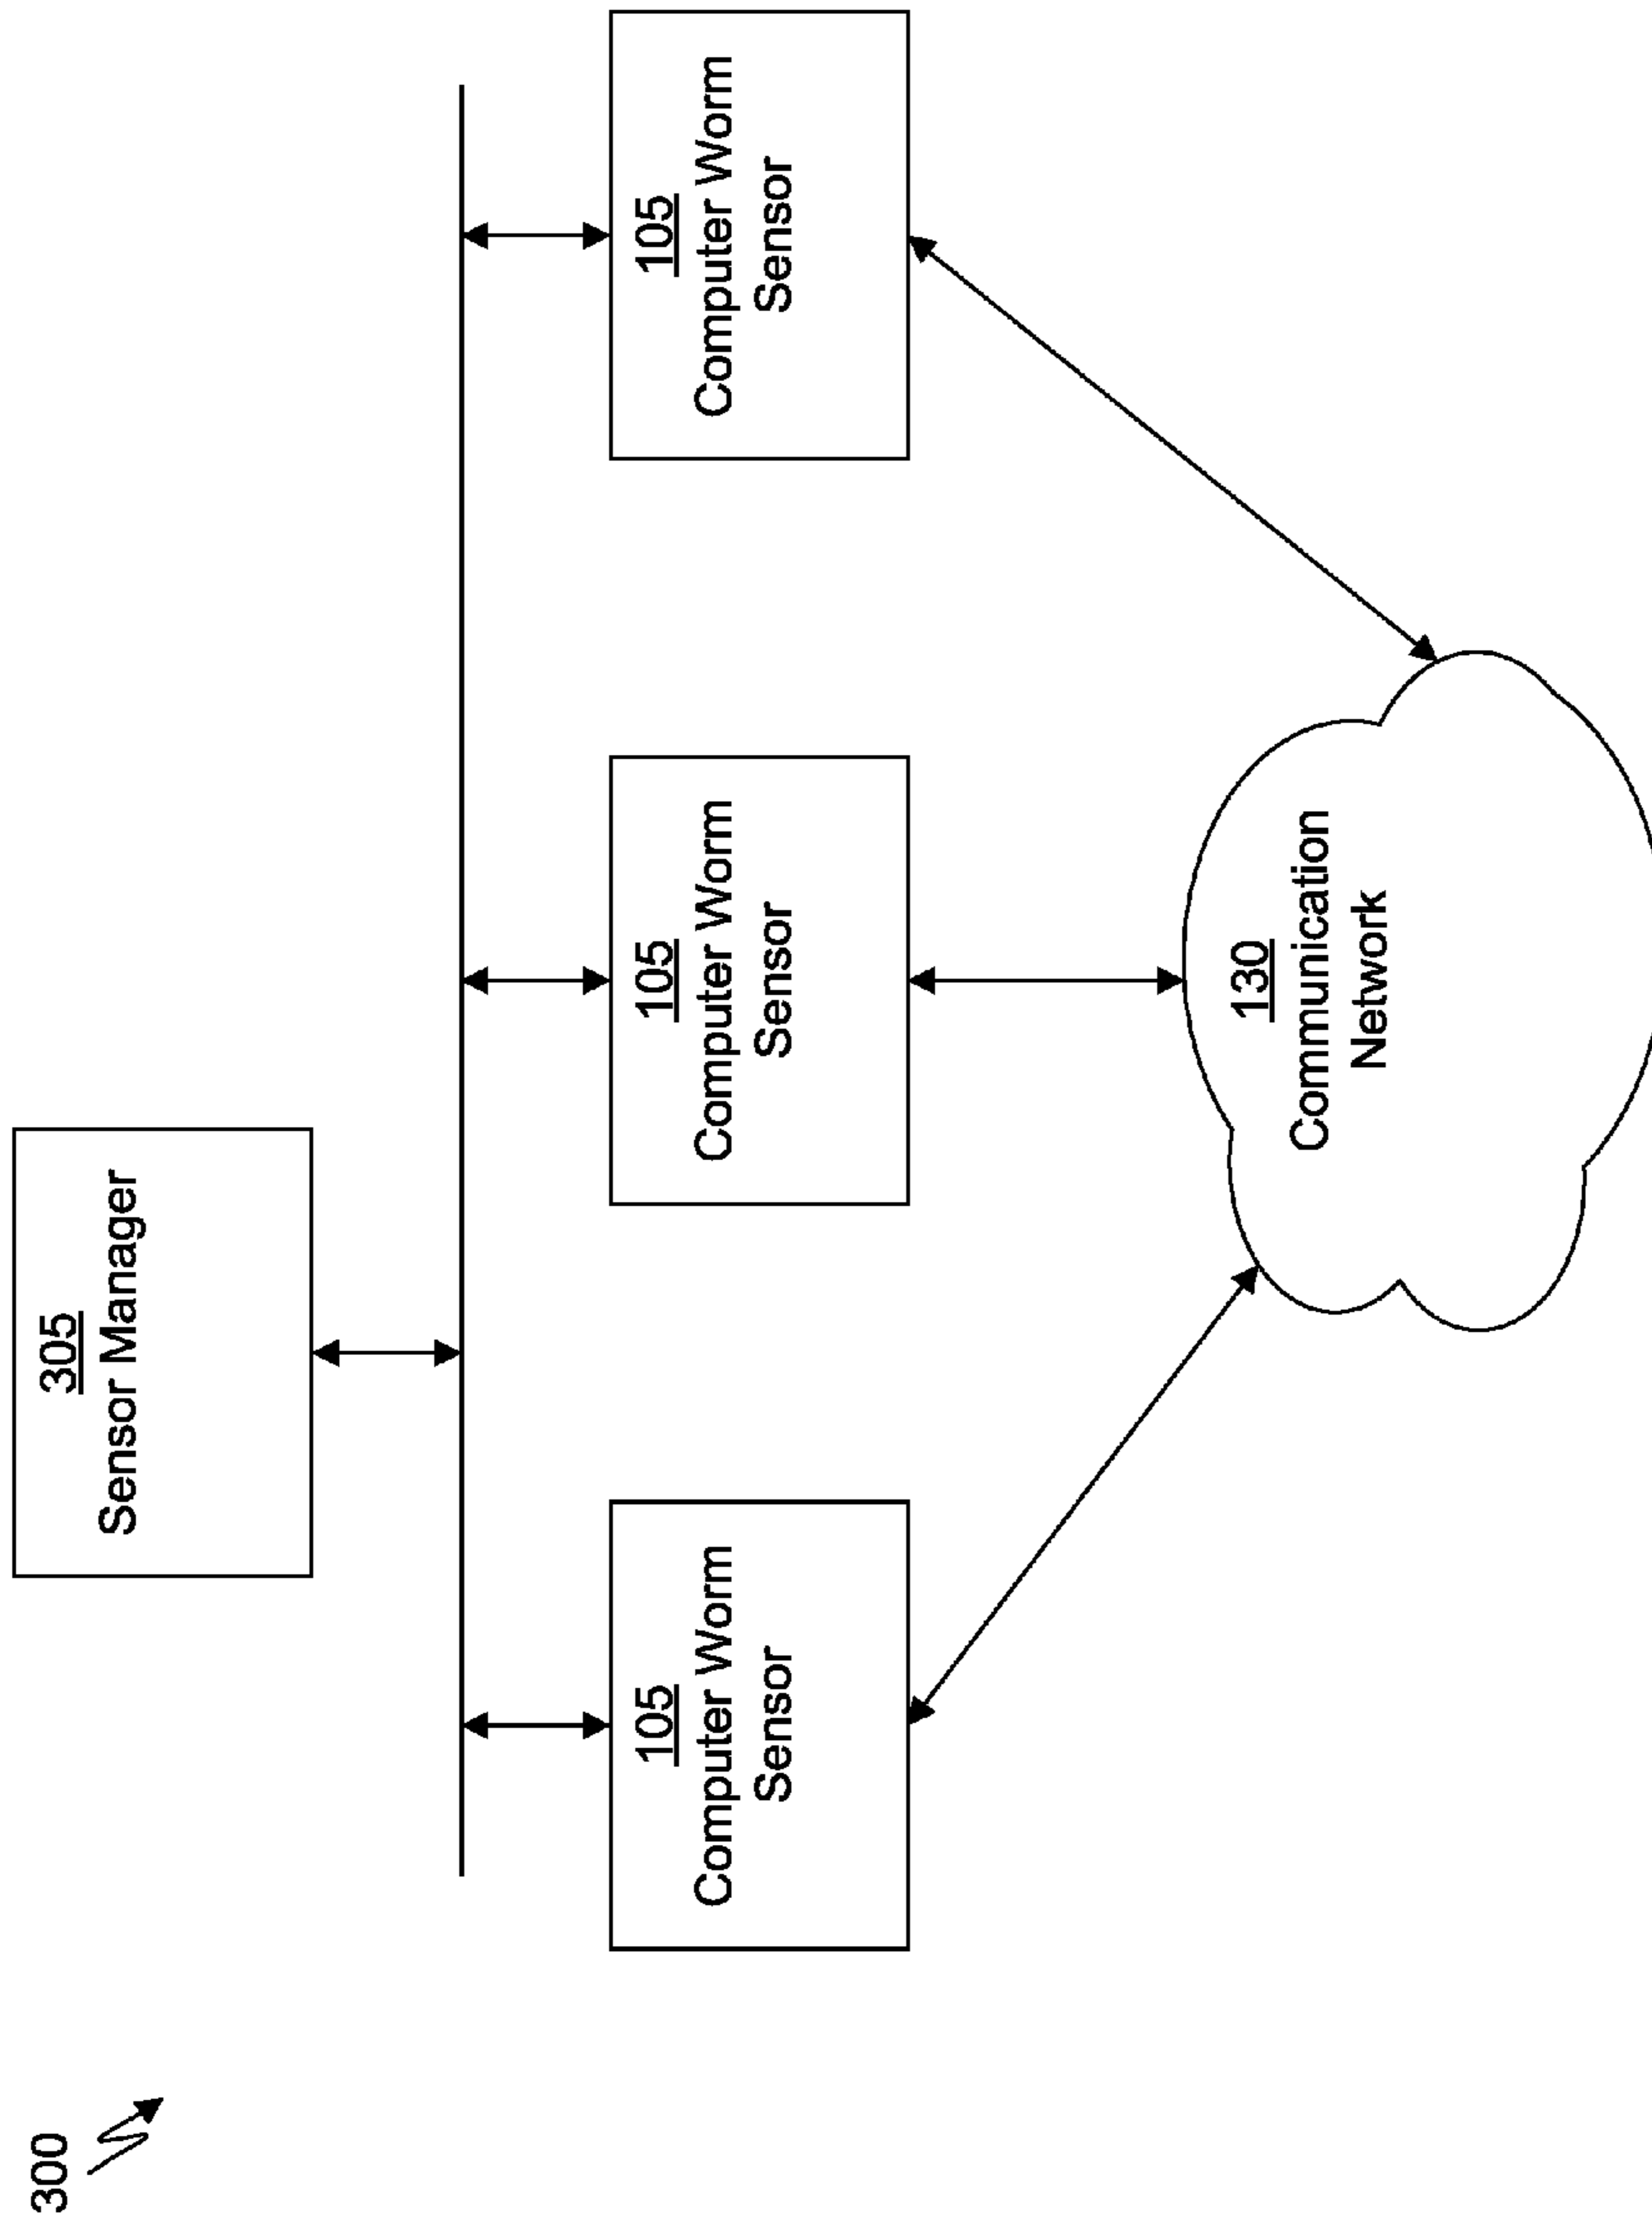 300
305
Sensor Manager
105
Computer Worm
Sensor
105
Computer Worm
Sensor
105
Computer Worm
Sensor
130
Communication
Network